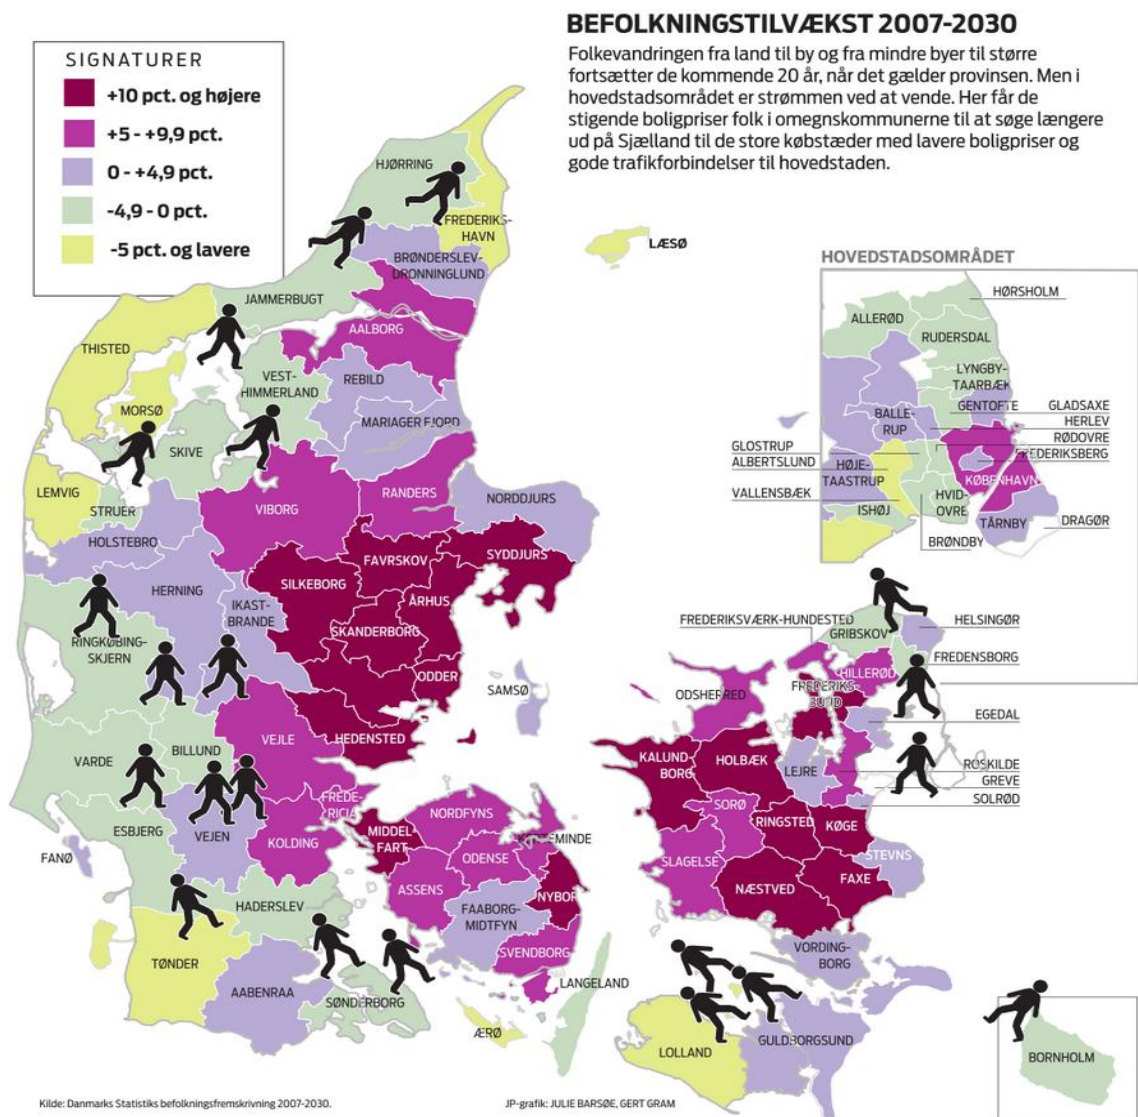 BEFOLKNINGSTILVÆKST 2007-2030
Folkevandringen fra land til by og fra mindre byer til større
fortsætter de kommende 20 år, når det gælder provinsen. Men i
hovedstadsområdet er strømmen ved at vende. Her får de
stigende boligpriser folk i omegnskommunerne til at søge længere
ud på Sjælland til de store købstæder med lavere boligpriser og
gode trafikforbindelser til hovedstaden.
SIGNATURER
+10 pct. og højere
+5 - +9,9 pct.
0 - +4,9 pct.
-4,9 - 0 pct.
-5 pct. og lavere
HJØRRING
FREDERIKS-
HAVN
LÆSØ
BRØNDERSLEV-
DRONNINGLUND
JAMMERBUGT
AALBORG
THISTED
VEST-
HIMMERLAND
REBILD
MORSØ
MARIAGER FJORD
SKIVE
LEMVIG
STRUER
VIBORG
RANDERS
NORDDJURS
HOLSTEBRO
FAVRSKOV
SYDDJURS
SILKEBORG
HERNING
IKAST-
BRANDE
ÅRHUS
SKANDERBORG
RINGKØBING-
SKJERN
ODDER
SAMSØ
HEDENSTED
VEJLE
BILLUND
VARDE
FREDE-
RICIA
ESBJERG
VEJEN
KOLDING
FANØ
MIDDEL-
FART
NORDFYNS
ODENSE
ASSENS
NYBOR
FAABORG-
MIDTFYN
SVENDBORG
HADERSLEV
TØNDER
AABENRAA
SØNDERBORG
LANGELAND
ÆRØ
HOVEDSTADSOMRÅDET
HØRSHOLM
ALLERØD
RUDERSDAL
LYNGBY-
TAARBÆK
GENTOFTE
GLADSAXE
BALLE-
RUP
HERLEV
RØDOVRE
FREDERIKSBERG
GLOSTRUP
ALBERTSLUND
HØJE-
TAASTRUP
KØBENHAVN
VALLENSBÆK
ISHØJ
HVID-
OVRE
TÅRNBY
DRAGØR
BRØNDBY
FREDERIKSVÆRK-HUNDESTED
GRIBSKOV
HELSINGØR
FREDENSBORG
HILLERØD
ODSHERRED
FREDERIKS-
SUND
EGEDAL
KALUND-
BORG
HOLBÆK
LEJRE
ROSKILDE
GREVE
SOLRØD
SORØ
RINGSTED
KØGE
SLAGELSE
STEVNS
NÆSTVED
FAXE
VORDING-
BORG
LOLLAND
GULDBORGSUND
BORNHOLM
Kilde: Danmarks Statistiks befolkningsfremskrivning 2007-2030.
JP-grafik: JULIE BARSØE, GERT GRAM